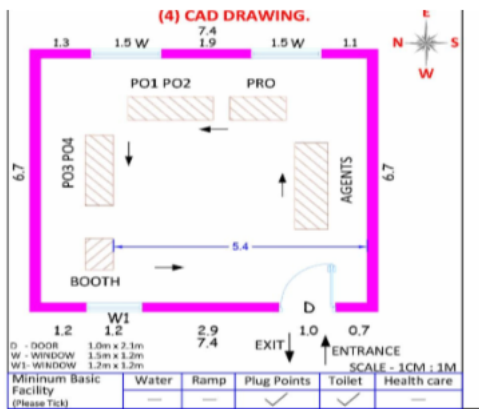 (4) CAD DRAWING.
7.4
1.3 1.5 W 1.9 1.5 W 1.1
E
N S
W
PO1 PO2 PRO
6.7
PO3 PO4
AGENTS
6.7
5.4
BOOTH
W1 D
1.2 1.2 2.9 1.0 0.7
7.4
EXIT ENTRANCE
D - DOOR 1.0m x 2.1m
W - WINDOW 1.5m x 1.2m
W1- WINDOW 1.2m x 1.2m
SCALE - 1CM : 1M
Mininum Basic Facility (Please Tick) Water Ramp Plug Points Toilet Health care
— — ✓ ✓ —